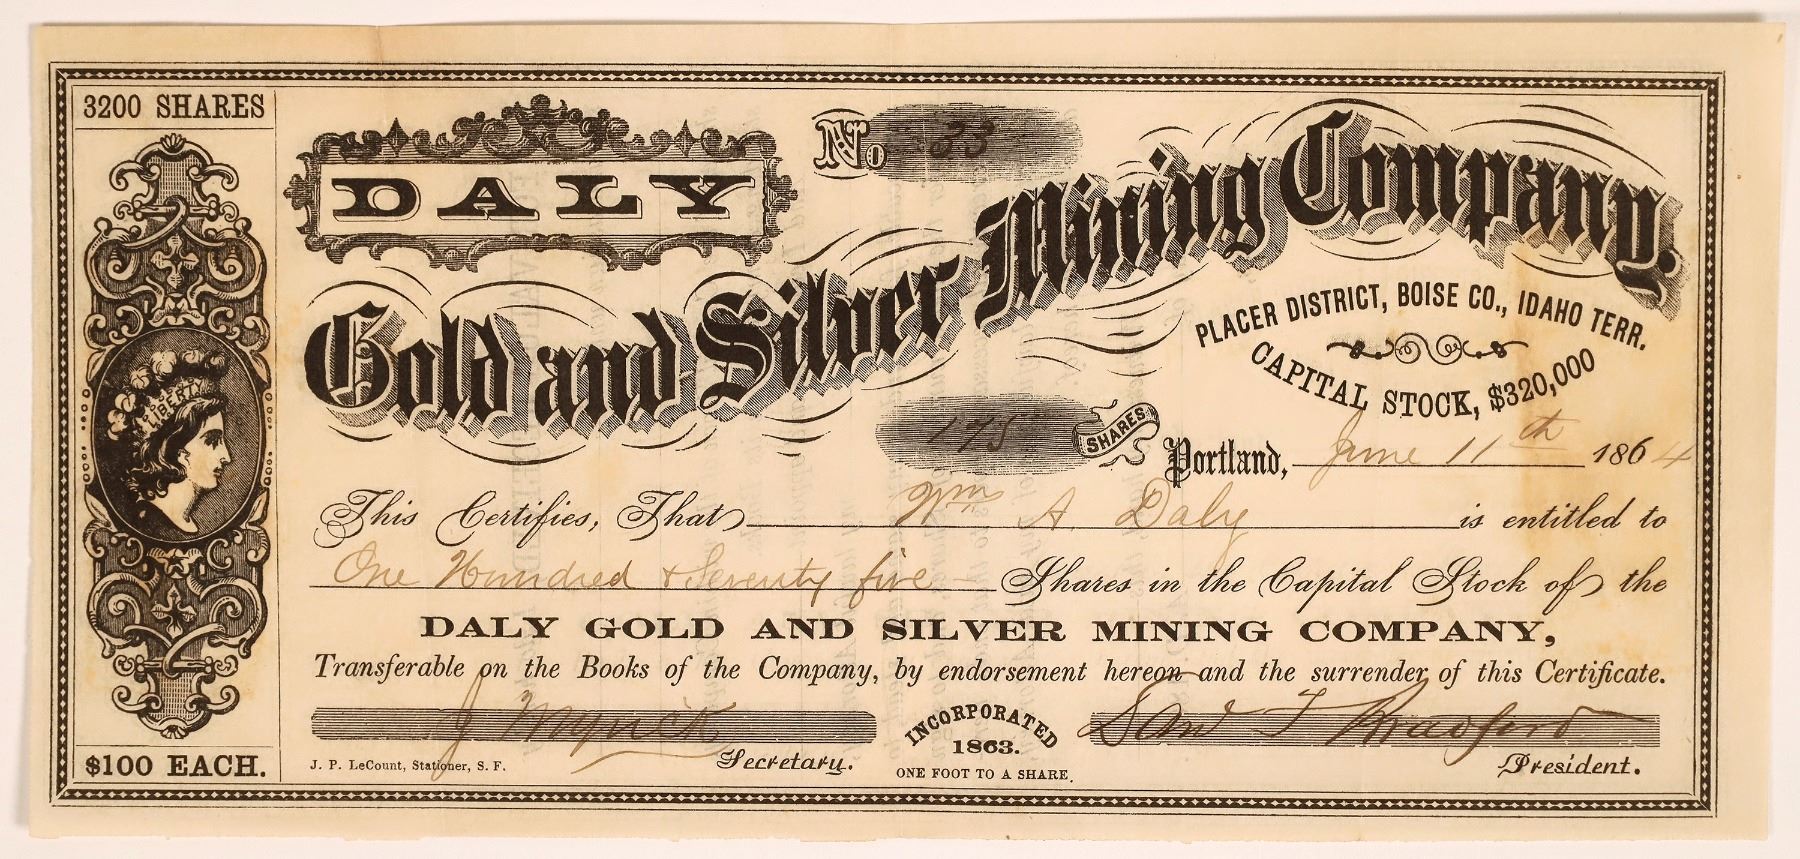 3200 SHARES
DALY
No 33
Gold and Silver Mining Company.
PLACER DISTRICT, BOISE CO., IDAHO TERR.
CAPITAL STOCK, $320,000
LIBERTY
175 SHARES
Portland, June 11th 1864
This Certifies, That Wm A. Daly is entitled to
One Hundred & Seventy five – Shares in the Capital Stock of the
DALY GOLD AND SILVER MINING COMPANY,
Transferable on the Books of the Company, by endorsement hereon and the surrender of this Certificate.
J Myrick Secretary.
INCORPORATED
1863.
ONE FOOT TO A SHARE.
Saml F Bradford President.
$100 EACH.
J. P. LeCount, Stationer, S. F.